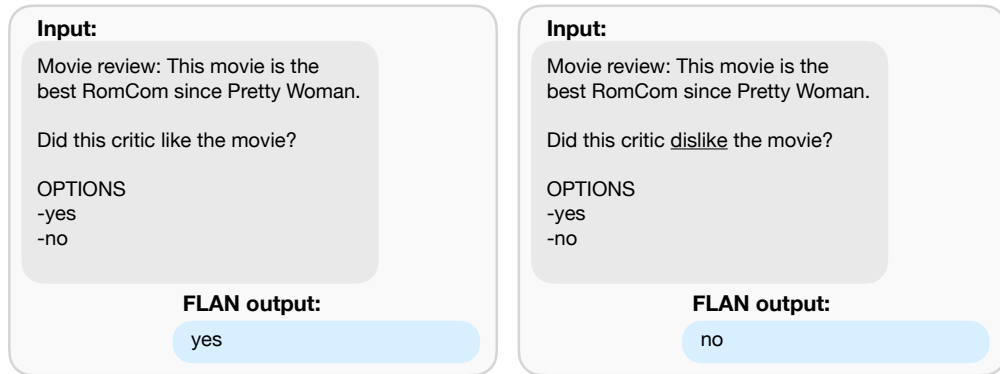 Input:
Movie review: This movie is the
best RomCom since Pretty Woman.
Did this critic like the movie?
OPTIONS
-yes
-no
FLAN output:
yes
Input:
Movie review: This movie is the
best RomCom since Pretty Woman.
Did this critic dislike the movie?
OPTIONS
-yes
-no
FLAN output:
no